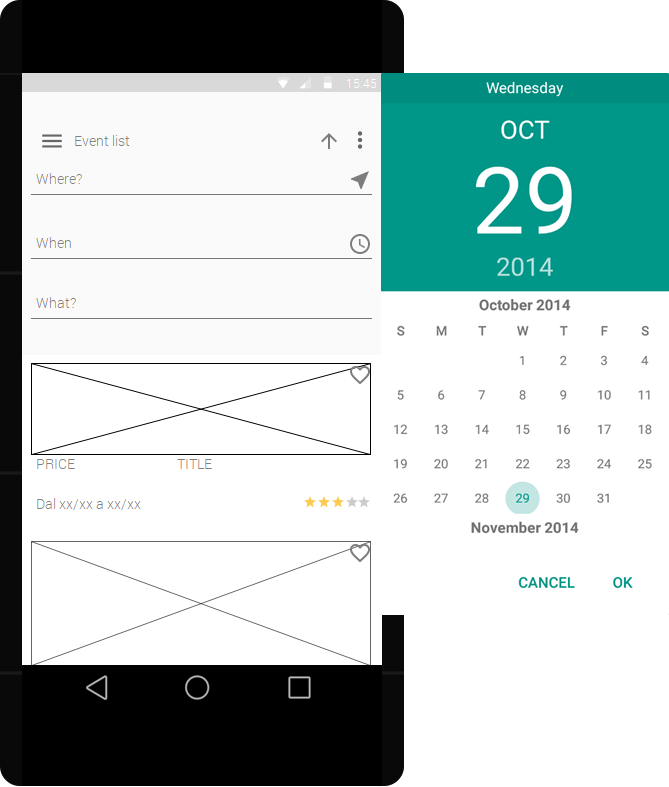 15:45
Event list
Where?
When
What?
PRICE TITLE
Dal xx/xx a xx/xx
Wednesday
OCT
29
2014
October 2014
S M T W T F S
1 2 3 4
5 6 7 8 9 10 11
12 13 14 15 16 17 18
19 20 21 22 23 24 25
26 27 28 29 30 31
November 2014
CANCEL OK